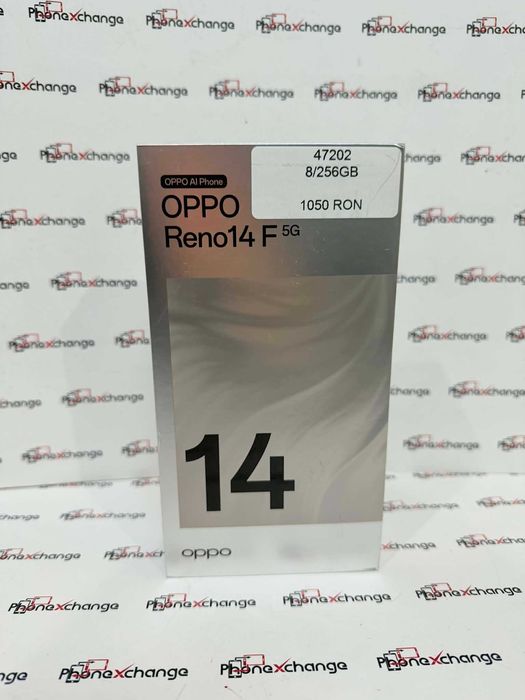 OPPO AI Phone
OPPO
Reno14 F 5G
47202
8/256GB
1050 RON
14
oppo
PhoneXchange